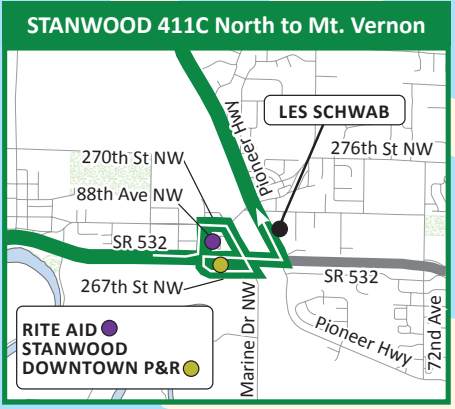 STANWOOD 411C North to Mt. Vernon
Pioneer Hwy
LES SCHWAB
270th St NW
276th St NW
88th Ave NW
SR 532
SR 532
267th St NW
Marine Dr NW
Pioneer Hwy
72nd Ave
RITE AID
STANWOOD
DOWNTOWN P&R